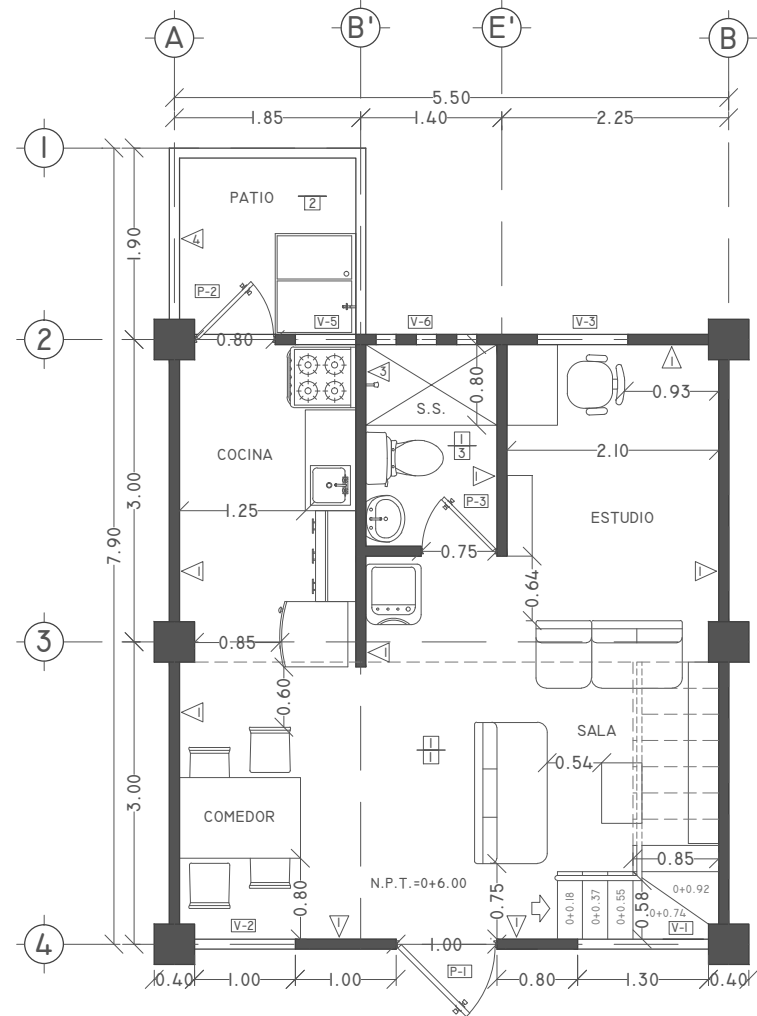 A
B'
E'
B
5.50
1.85
1.40
2.25
1
PATIO
2
4
1.90
P-2
V-5
V-6
V-3
2
0.80
1
3
0.80
0.93
S.S.
COCINA
1
3
2.10
3.00
1
P-3
1.25
ESTUDIO
7.90
0.75
1
1
0.64
3
0.85
1
0.60
1
SALA
1
1
0.54
3.00
COMEDOR
0.85
N.P.T.=0+6.00
0+0.92
0.80
0.75
0+0.18
0+0.37
0+0.55
0.58
0+0.74
V-2
1
1
V-1
4
1.00
P-1
0.40
1.00
1.00
0.80
1.30
0.40